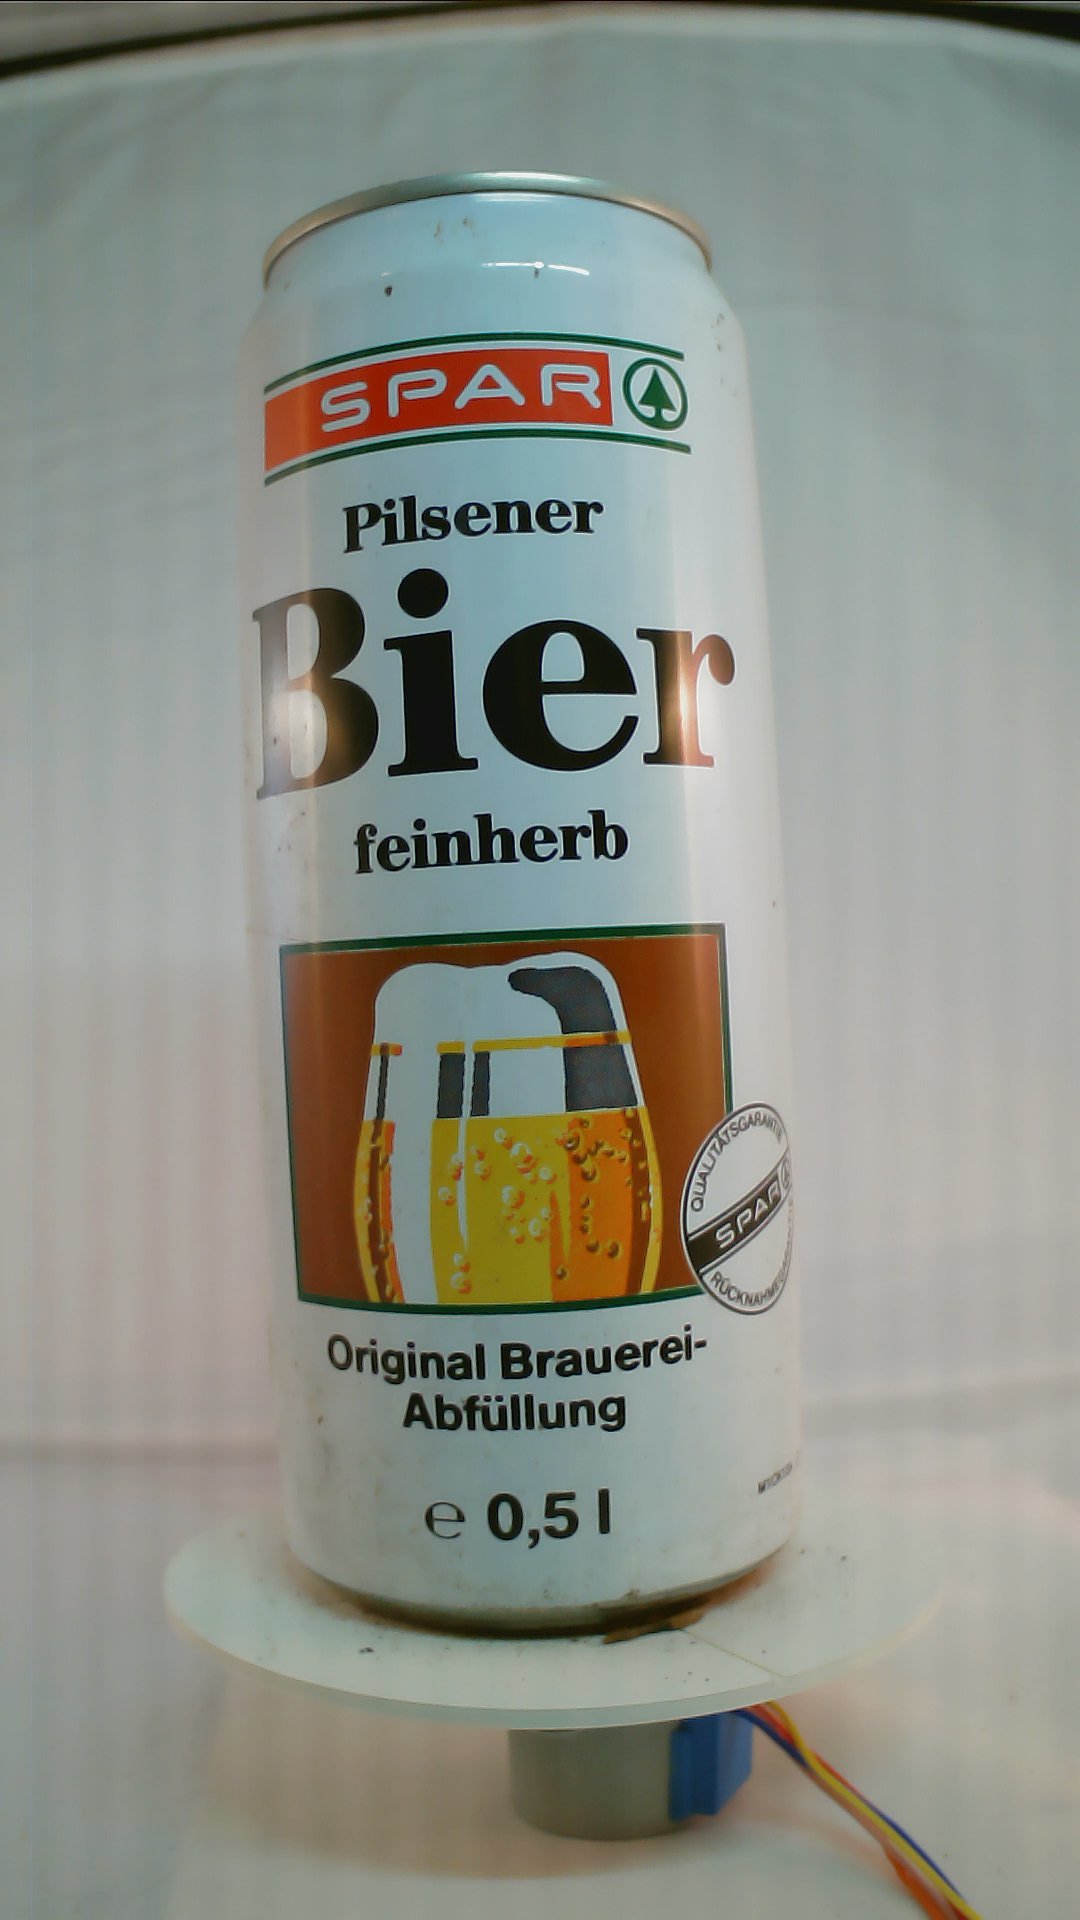 SPAR
Pilsener
Bier
feinherb
QUALITÄTSGARANTIE
SPAR
Original Brauerei-
Abfüllung
e 0,5 l